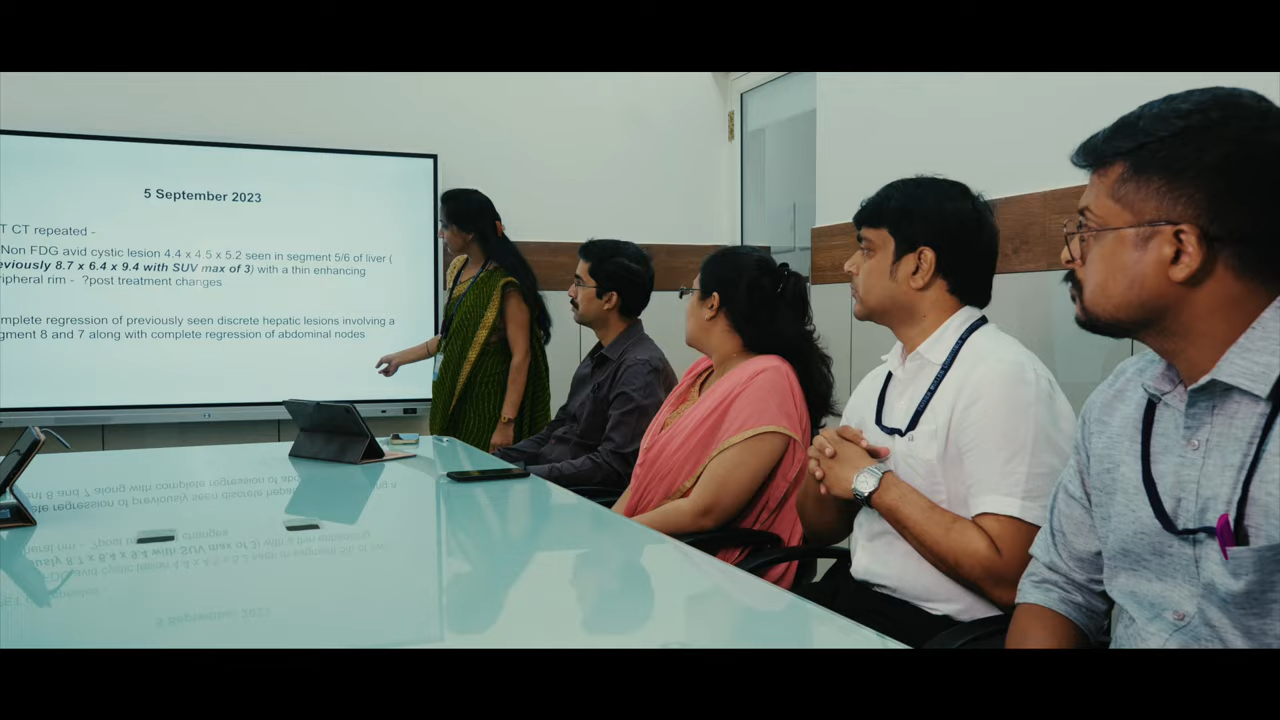 5 September 2023
T CT repeated -
Non FDG avid cystic lesion 4.4 x 4.5 x 5.2 seen in segment 5/6 of liver (
eviously 8.7 x 6.4 x 9.4 with SUV max of 3) with a thin enhancing
ripheral rim - ?post treatment changes
mplete regression of previously seen discrete hepatic lesions involving a
gment 8 and 7 along with complete regression of abdominal nodes